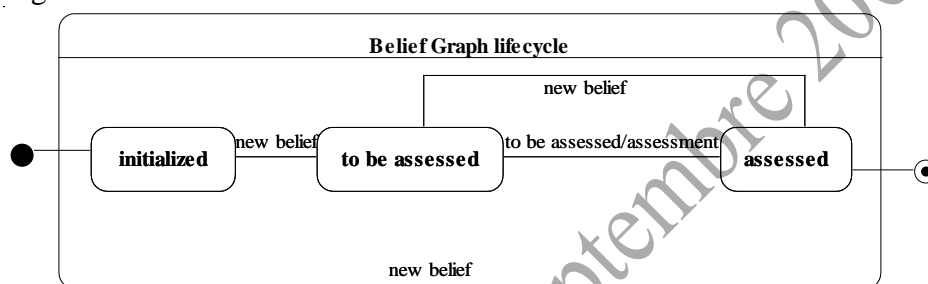 Belief Graph lifecycle
new belief
initialized
new belief
to be assessed
to be assessed/assessment
assessed
new belief